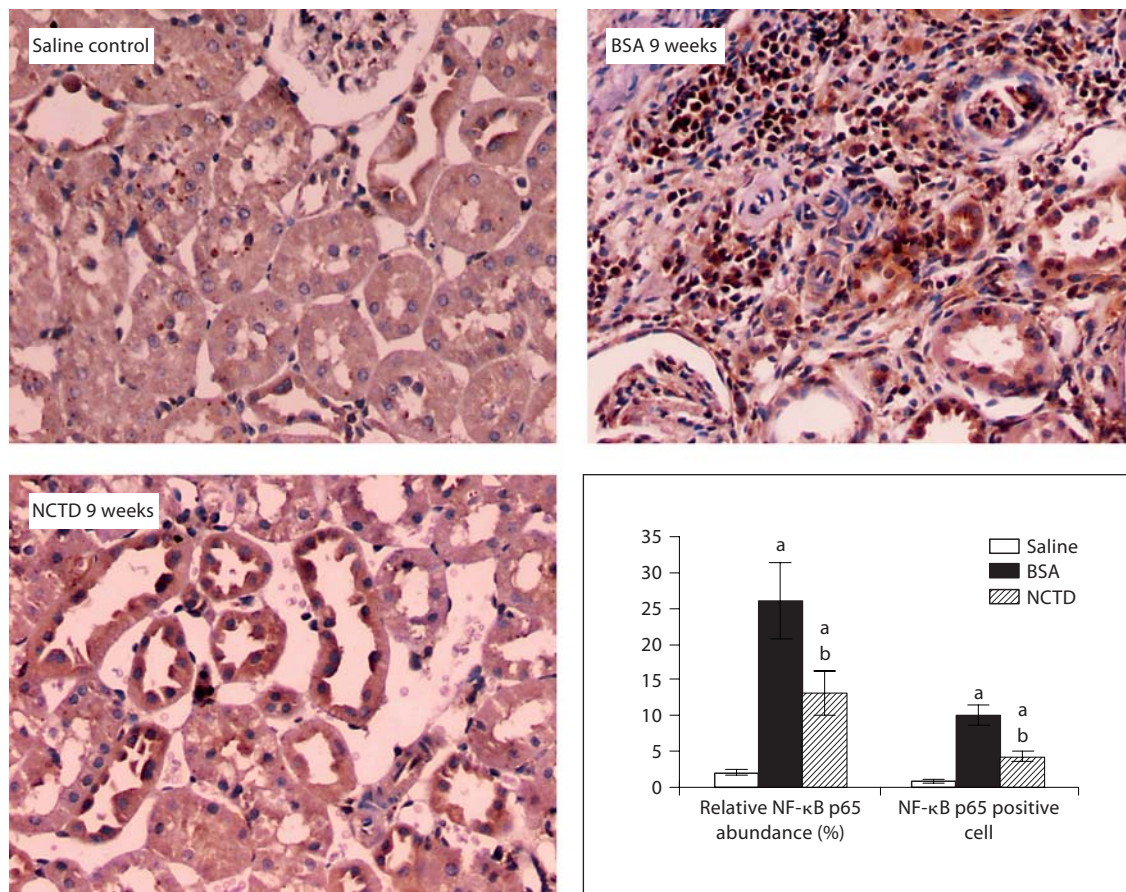 Saline control
BSA 9 weeks
NCTD 9 weeks
35
30
25
20
15
10
5
0
a
a
b
a
a
b
Saline
BSA
NCTD
Relative NF-κB p65
abundance (%)
NF-κB p65 positive
cell